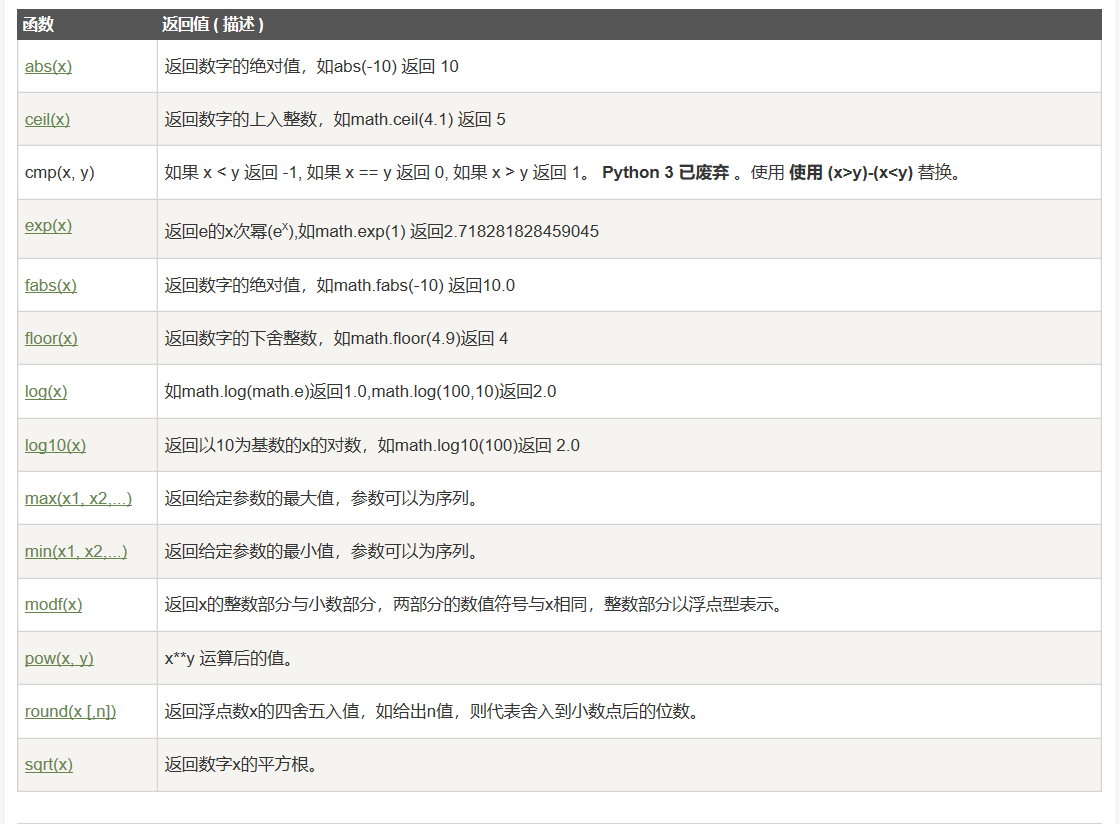 函数 返回值 ( 描述 )
abs(x) 返回数字的绝对值，如abs(-10) 返回 10
ceil(x) 返回数字的上入整数，如math.ceil(4.1) 返回 5
cmp(x, y) 如果 x < y 返回 -1, 如果 x == y 返回 0, 如果 x > y 返回 1。 Python 3 已废弃 。使用 使用 (x>y)-(x<y) 替换。
exp(x) 返回e的x次幂(eˣ),如math.exp(1) 返回2.718281828459045
fabs(x) 返回数字的绝对值，如math.fabs(-10) 返回10.0
floor(x) 返回数字的下舍整数，如math.floor(4.9)返回 4
log(x) 如math.log(math.e)返回1.0,math.log(100,10)返回2.0
log10(x) 返回以10为基数的x的对数，如math.log10(100)返回 2.0
max(x1, x2,...) 返回给定参数的最大值，参数可以为序列。
min(x1, x2,...) 返回给定参数的最小值，参数可以为序列。
modf(x) 返回x的整数部分与小数部分，两部分的数值符号与x相同，整数部分以浮点型表示。
pow(x, y) x**y 运算后的值。
round(x [,n]) 返回浮点数x的四舍五入值，如给出n值，则代表舍入到小数点后的位数。
sqrt(x) 返回数字x的平方根。